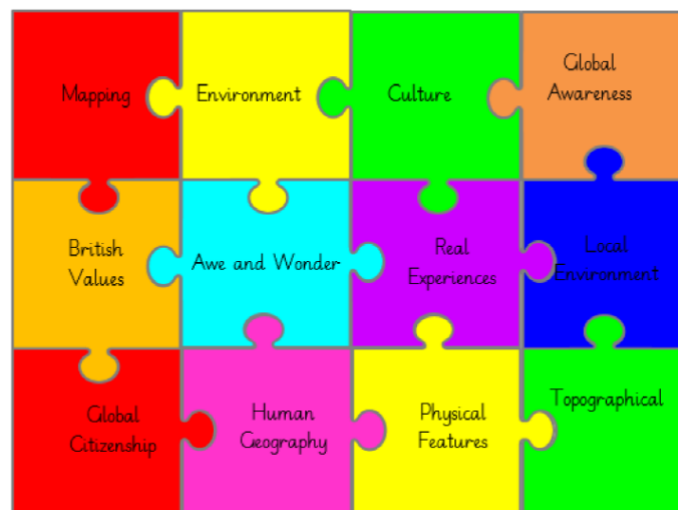 Mapping
Environment
Culture
Global
Awareness
British
Values
Awe and Wonder
Real
Experiences
Local
Environment
Global
Citizenship
Human
Geography
Physical
Features
Topographical